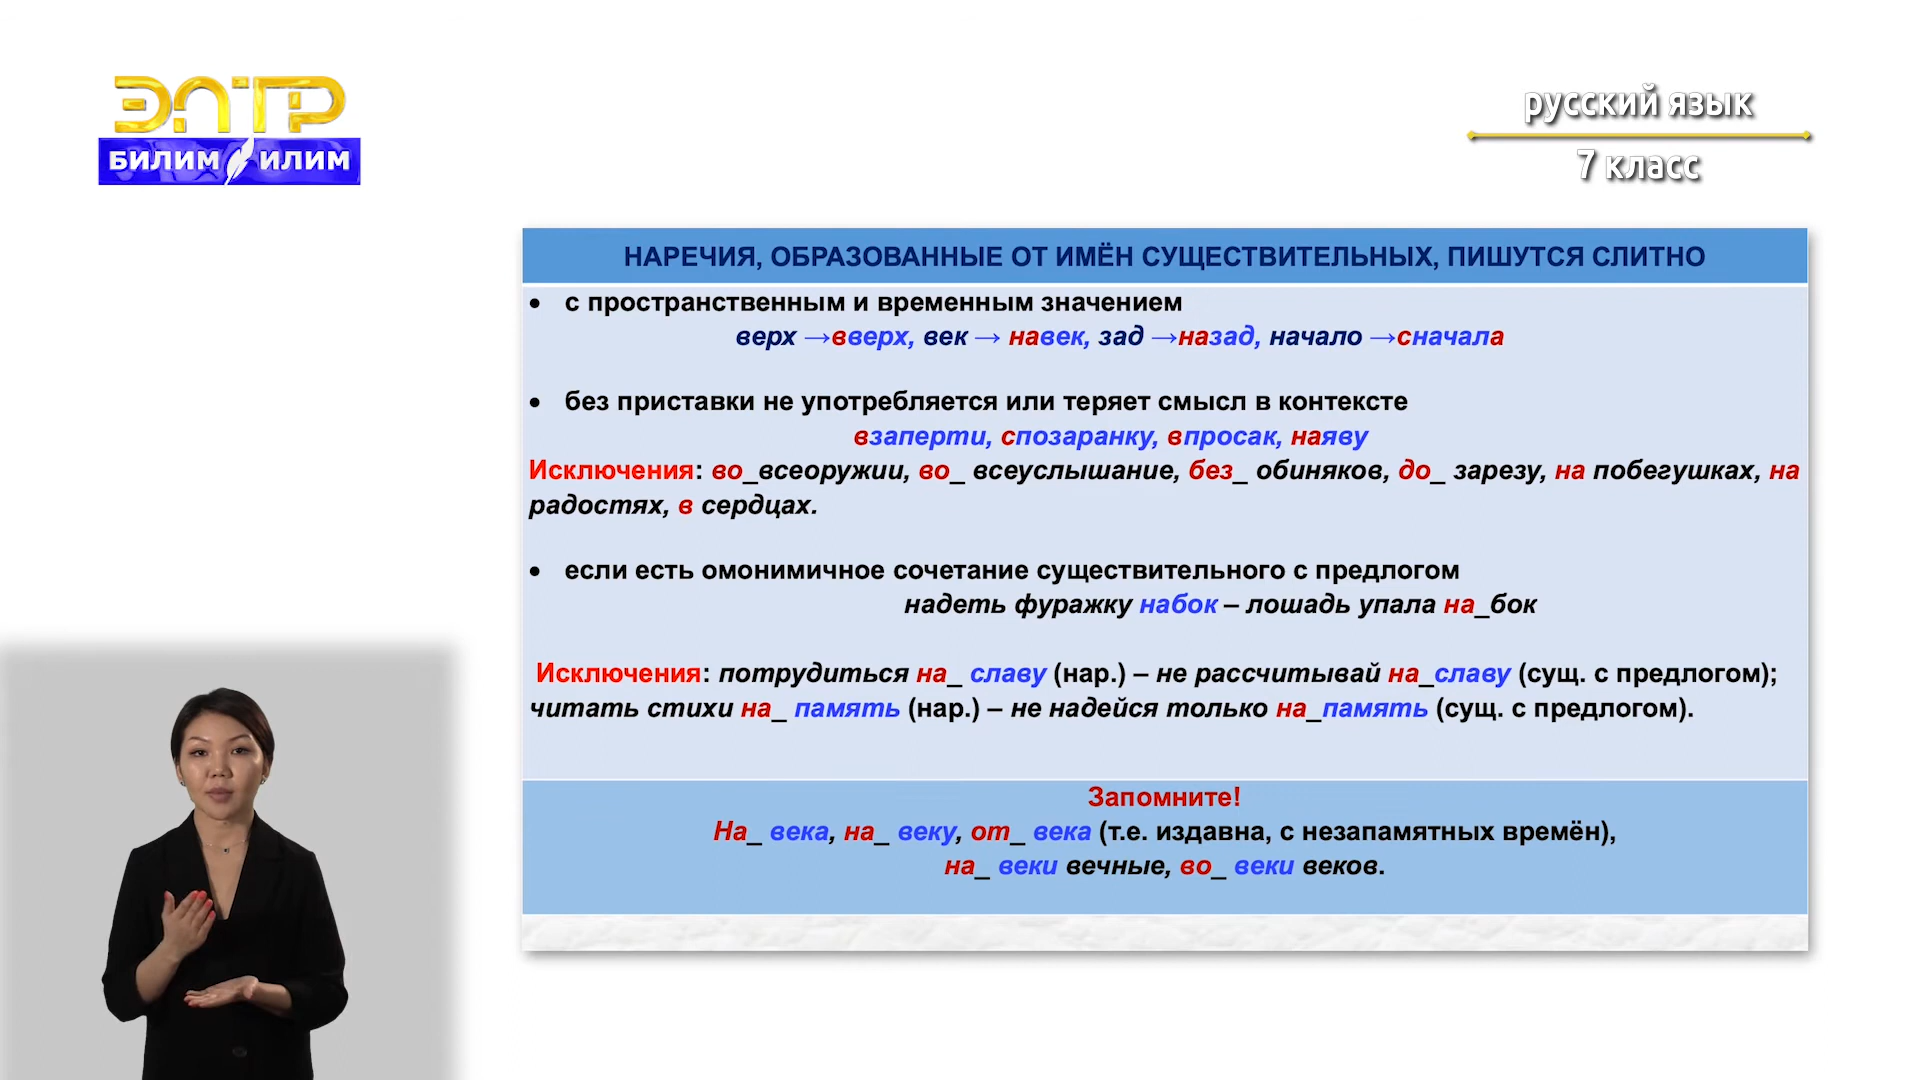 ЭЛТР
БИЛИМ ИЛИМ
русский язык
7 класс
НАРЕЧИЯ, ОБРАЗОВАННЫЕ ОТ ИМЁН СУЩЕСТВИТЕЛЬНЫХ, ПИШУТСЯ СЛИТНО
• с пространственным и временным значением
верх →вверх, век → навек, зад →назад, начало →сначала
• без приставки не употребляется или теряет смысл в контексте
взаперти, спозаранку, впросак, наяву
Исключения: во_всеоружии, во_ всеуслышание, без_ обиняков, до_ зарезу, на побегушках, на
радостях, в сердцах.
• если есть омонимичное сочетание существительного с предлогом
надеть фуражку набок – лошадь упала на_бок
Исключения: потрудиться на_ славу (нар.) – не рассчитывай на_славу (сущ. с предлогом);
читать стихи на_ память (нар.) – не надейся только на_память (сущ. с предлогом).
Запомните!
На_ века, на_ веку, от_ века (т.е. издавна, с незапамятных времён),
на_ веки вечные, во_ веки веков.